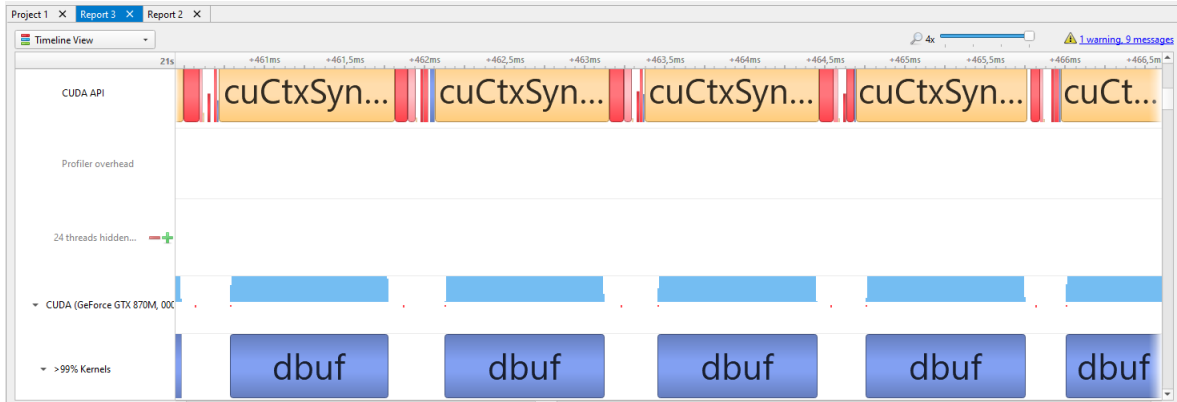 Project 1 Report 3 Report 2
Timeline View 4x 1 warning, 9 messages
21s +461ms +461,5ms +462ms +462,5ms +463ms +463,5ms +464ms +464,5ms +465ms +465,5ms +466ms +466,5m
CUDA API cuCtxSyn... cuCtxSyn... cuCtxSyn... cuCtxSyn... cuCt...
Profiler overhead
24 threads hidden...
CUDA (GeForce GTX 870M, 000
>99% Kernels dbuf dbuf dbuf dbuf dbuf